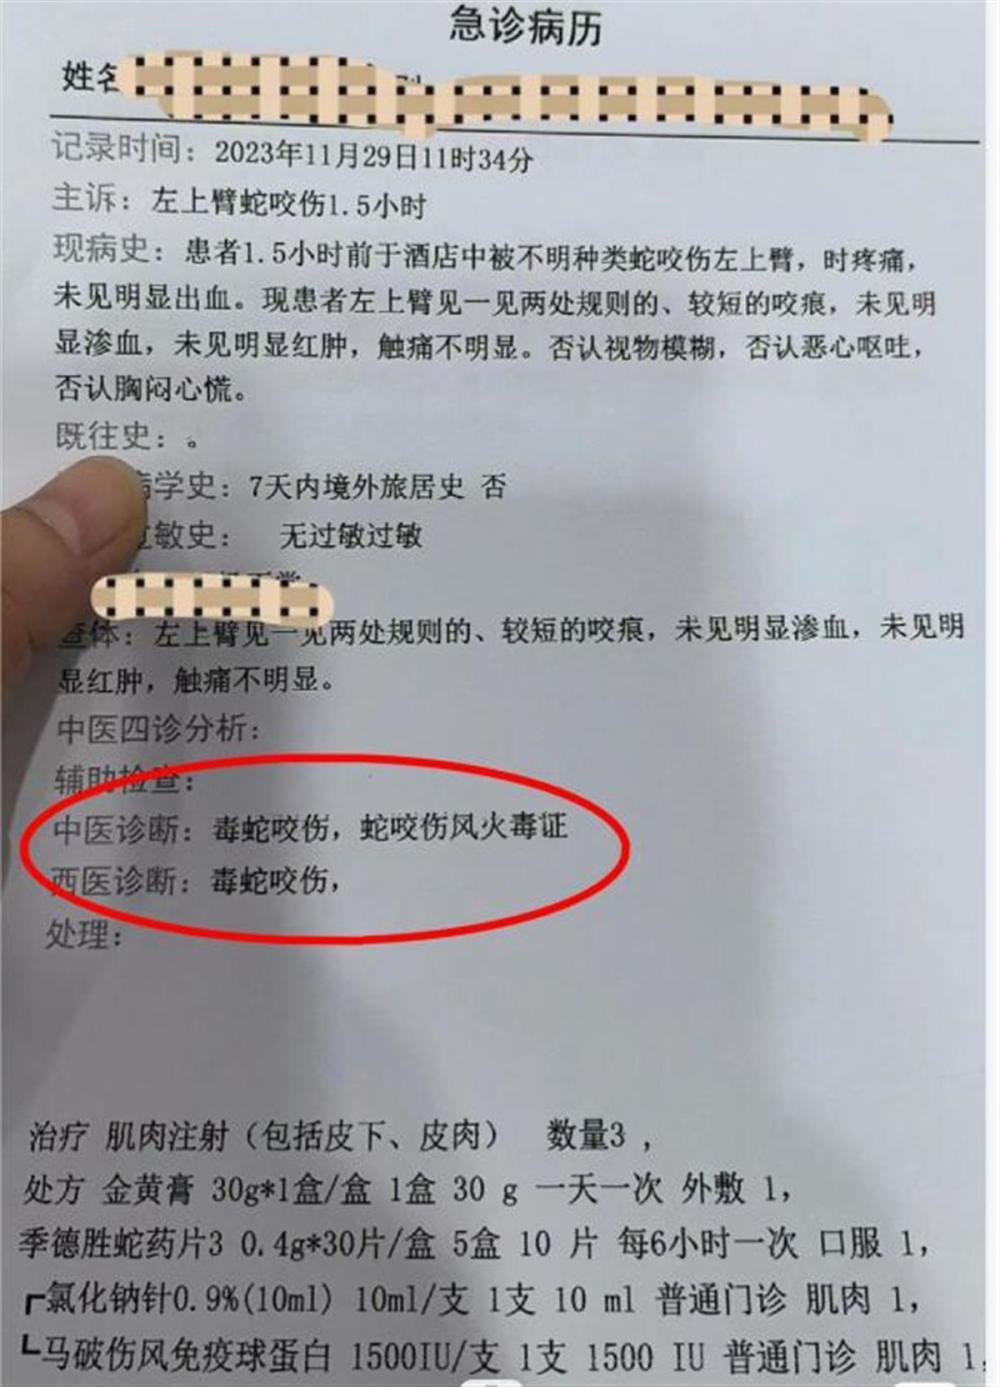 急诊病历
姓名
记录时间：2023年11月29日11时34分
主诉：左上臂蛇咬伤1.5小时
现病史：患者1.5小时前于酒店中被不明种类蛇咬伤左上臂，时疼痛，
未见明显出血。现患者左上臂见一见两处规则的、较短的咬痕，未见明
显渗血，未见明显红肿，触痛不明显。否认视物模糊，否认恶心呕吐，
否认胸闷心慌。
既往史：。
病学史：7天内境外旅居史 否
过敏史： 无过敏过敏
查体：左上臂见一见两处规则的、较短的咬痕，未见明显渗血，未见明
显红肿，触痛不明显。
中医四诊分析：
辅助检查：
中医诊断：毒蛇咬伤，蛇咬伤风火毒证
西医诊断：毒蛇咬伤，
处理：
治疗 肌肉注射（包括皮下、皮肉） 数量3，
处方 金黄膏 30g*1盒/盒 1盒 30 g 一天一次 外敷 1，
季德胜蛇药片3 0.4g*30片/盒 5盒 10 片 每6小时一次 口服 1，
┌氯化钠针0.9%(10ml) 10ml/支 1支 10 ml 普通门诊 肌肉 1，
└马破伤风免疫球蛋白 1500IU/支 1支 1500 IU 普通门诊 肌肉 1，